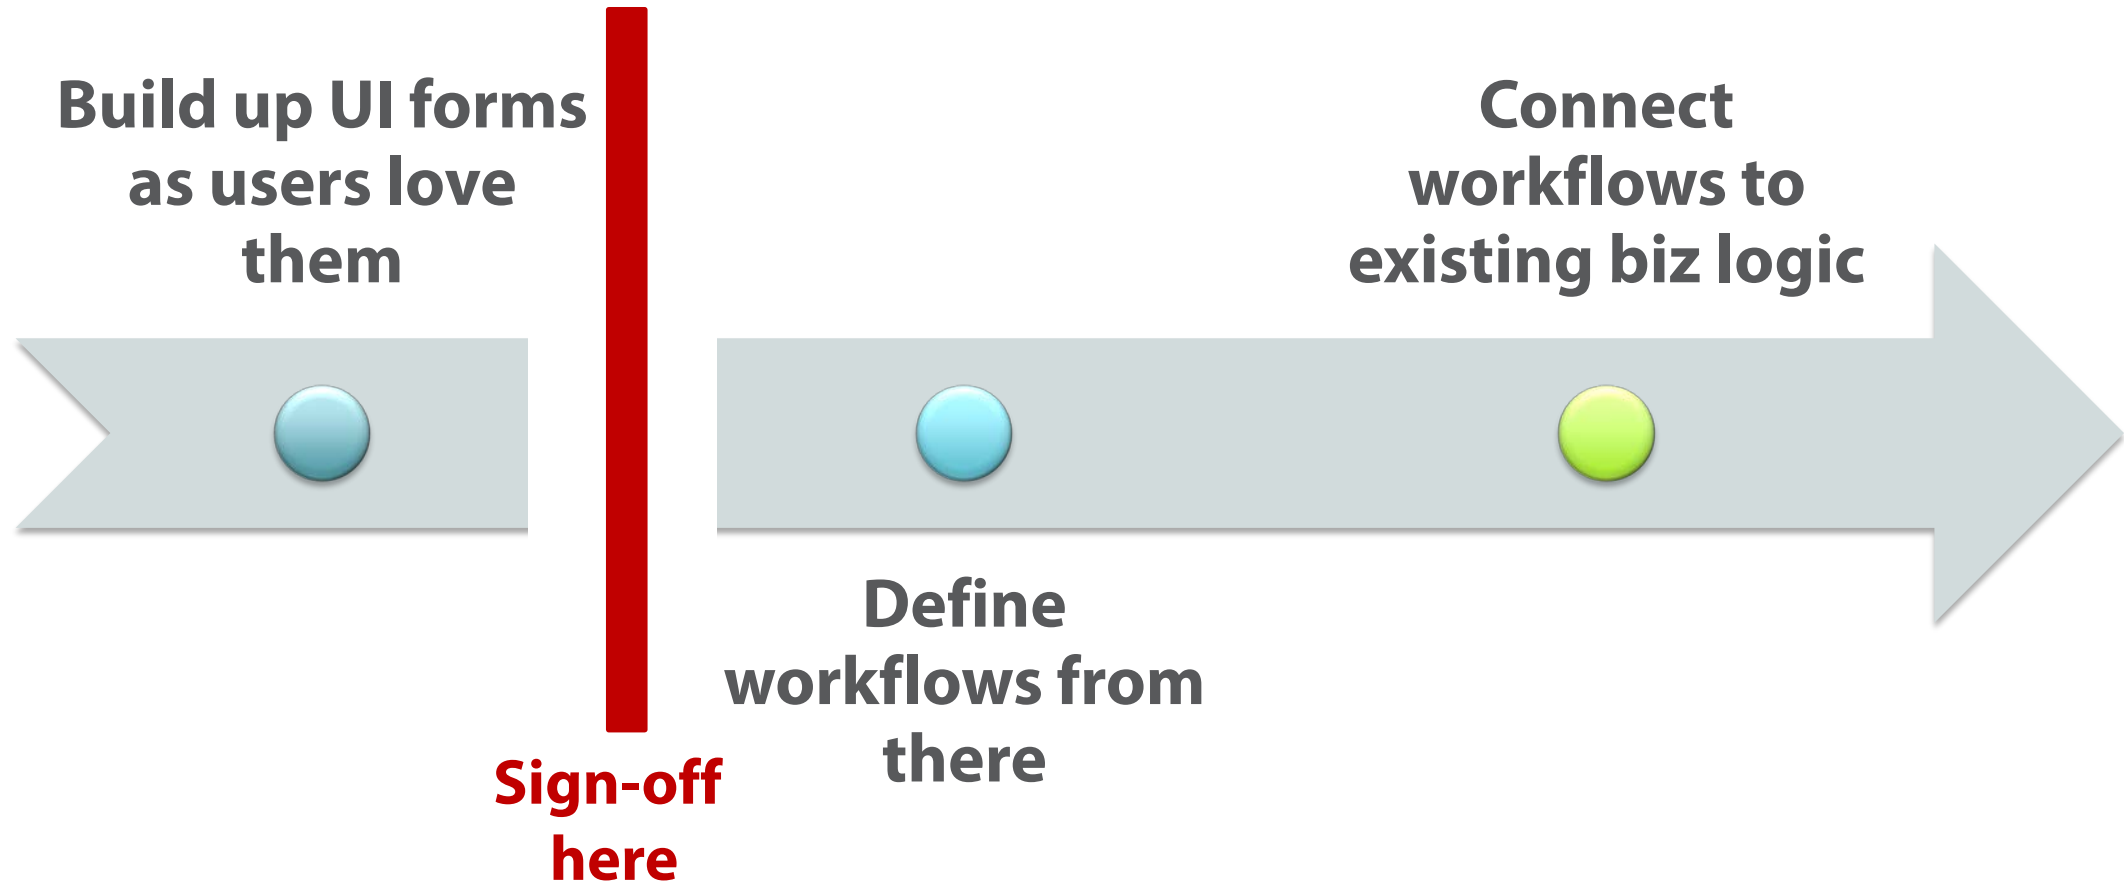 Build up UI forms
as users love
them
Sign-off
here
Define
workflows from
there
Connect
workflows to
existing biz logic